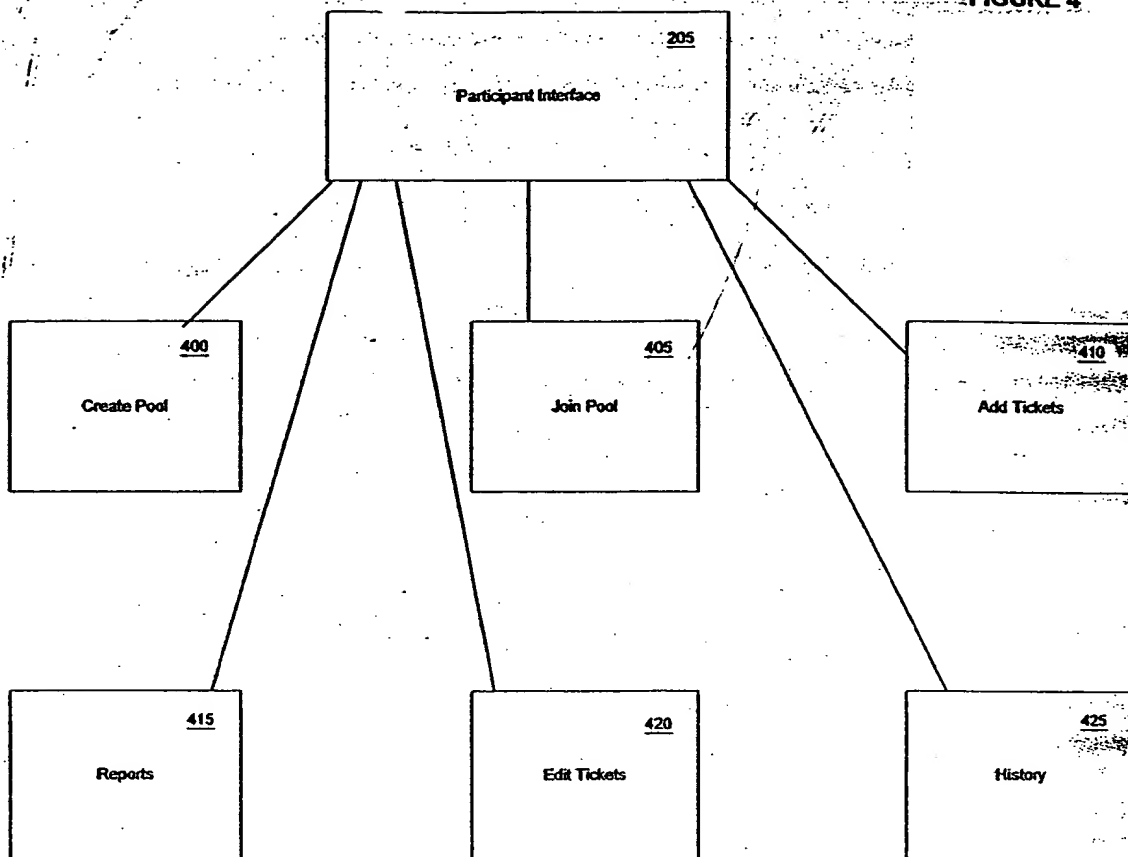 FIGURE 4
205
Participant Interface
400
Create Pool
405
Join Pool
410
Add Tickets
415
Reports
420
Edit Tickets
425
History